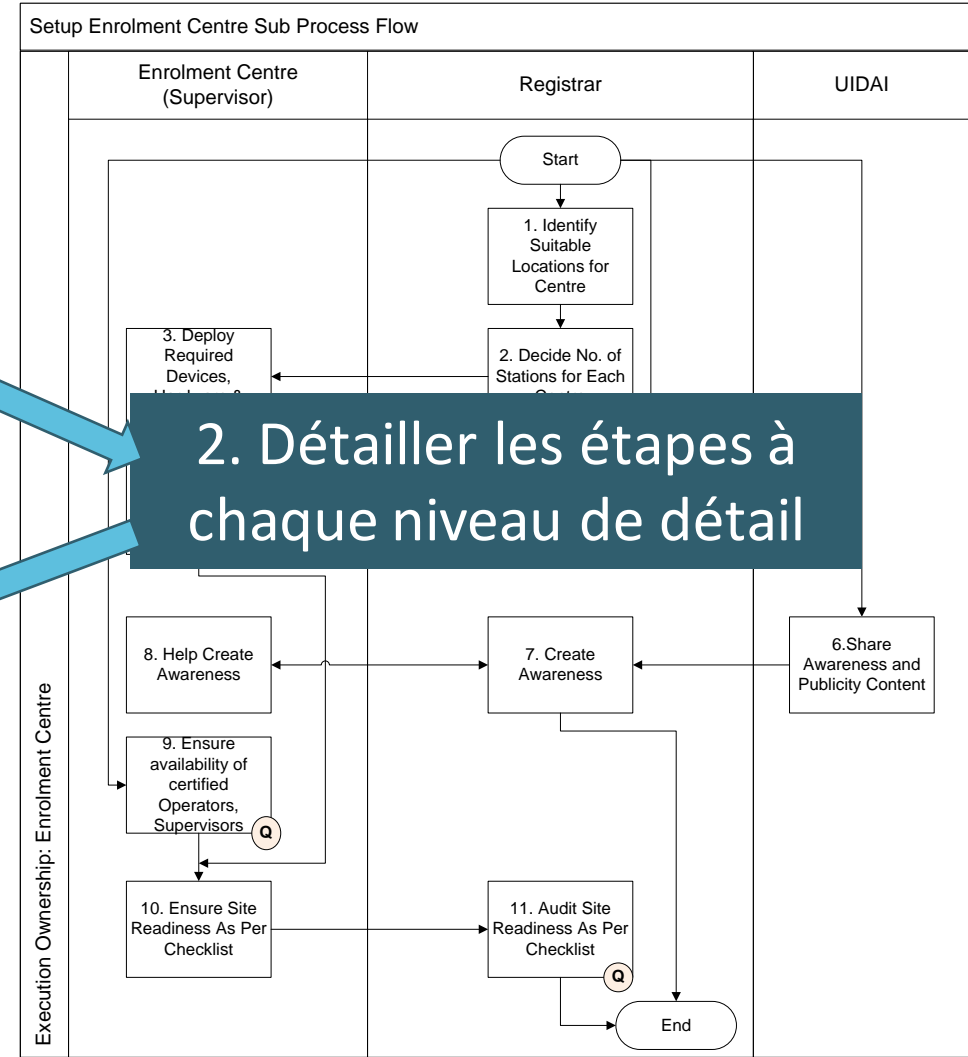 Setup Enrolment Centre Sub Process Flow
Enrolment Centre
(Supervisor)
Registrar
UIDAI
Start
1. Identify
Suitable
Locations for
Centre
3. Deploy
Required
Devices,
2. Decide No. of
Stations for Each
2. Détailler les étapes à
chaque niveau de détail
8. Help Create
Awareness
7. Create
Awareness
6.Share
Awareness and
Publicity Content
9. Ensure
availability of
certified
Operators,
Supervisors
Q
10. Ensure Site
Readiness As Per
Checklist
11. Audit Site
Readiness As Per
Checklist
Q
End
Execution Ownership: Enrolment Centre